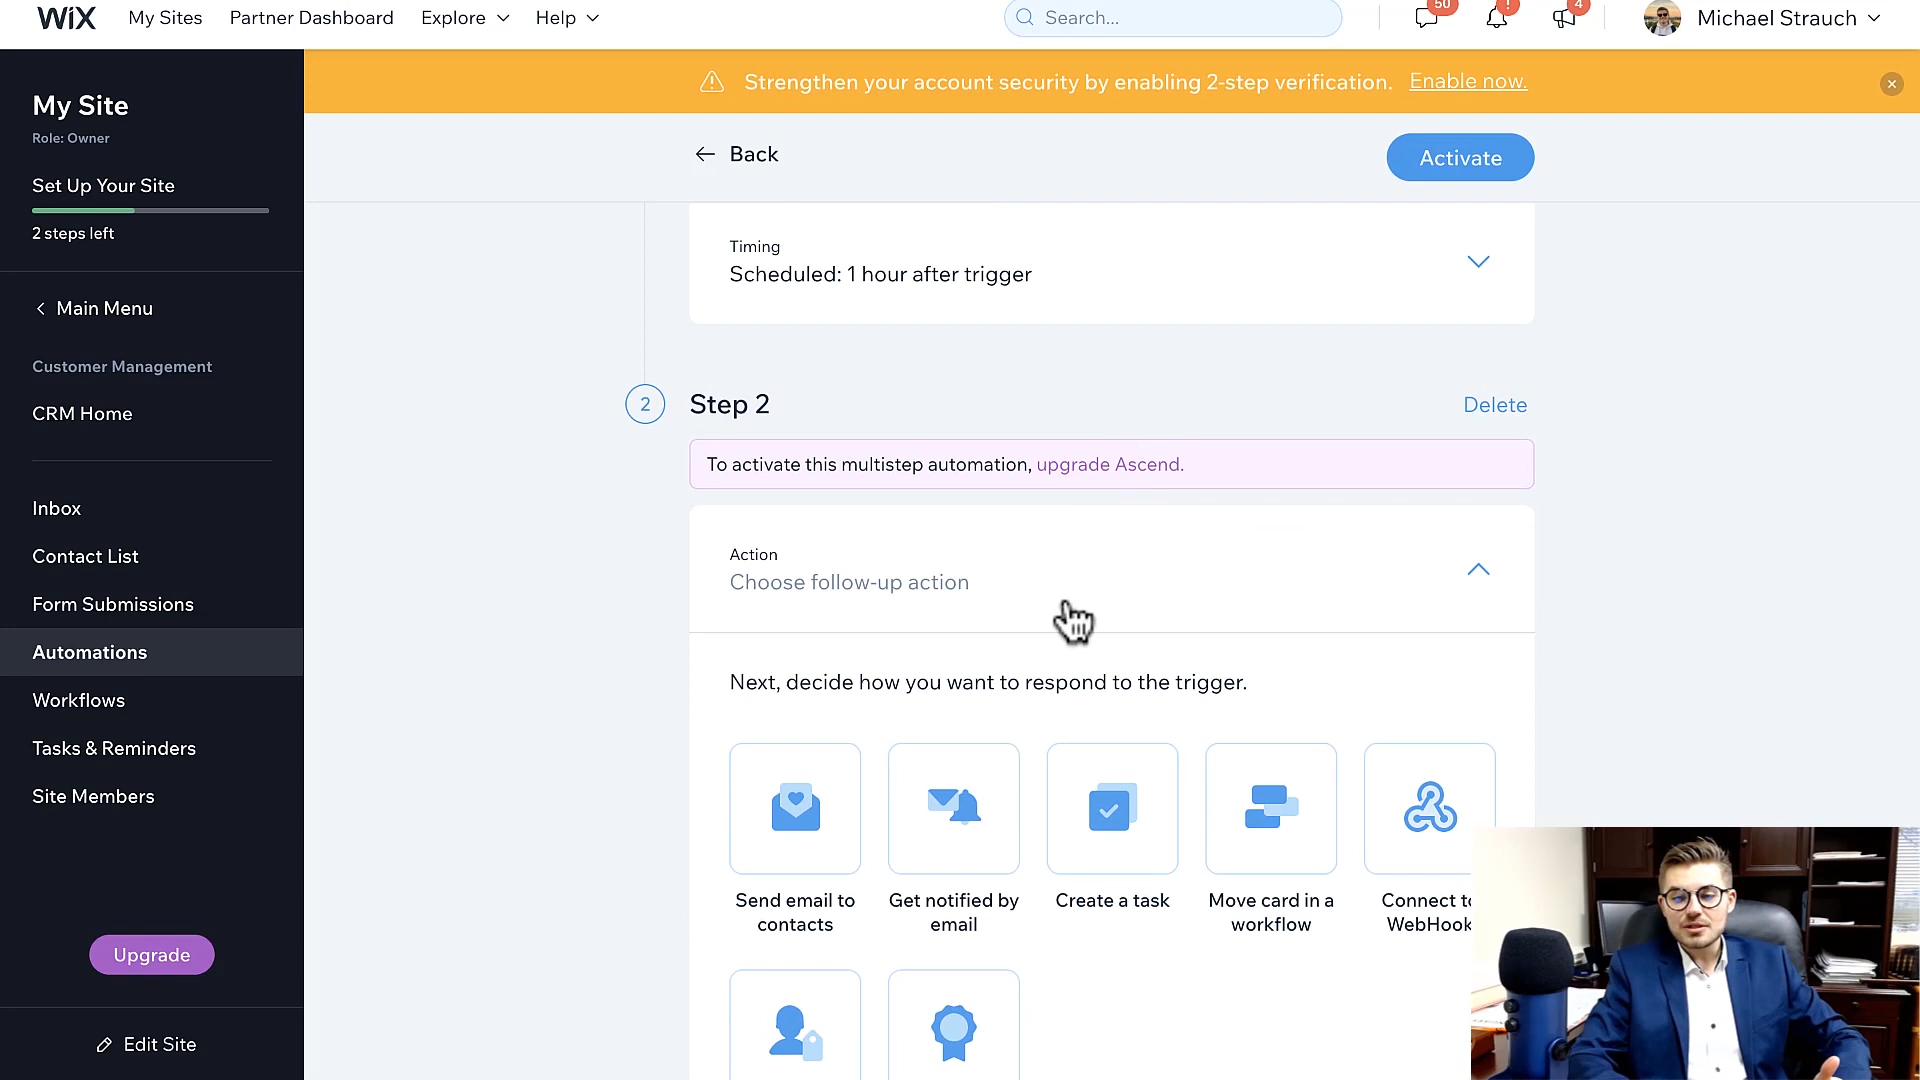 WiX
My Sites
Partner Dashboard
Explore
Help
Search...
50
!
4
Michael Strauch
My Site
Role: Owner
Set Up Your Site
2 steps left
Main Menu
Customer Management
CRM Home
Inbox
Contact List
Form Submissions
Automations
Workflows
Tasks & Reminders
Site Members
Upgrade
Edit Site
Strengthen your account security by enabling 2-step verification. Enable now.
Back
Activate
Timing
Scheduled: 1 hour after trigger
2
Step 2
Delete
To activate this multistep automation, upgrade Ascend.
Action
Choose follow-up action
Next, decide how you want to respond to the trigger.
Send email to
contacts
Get notified by
email
Create a task
Move card in a
workflow
Connect to
WebHook